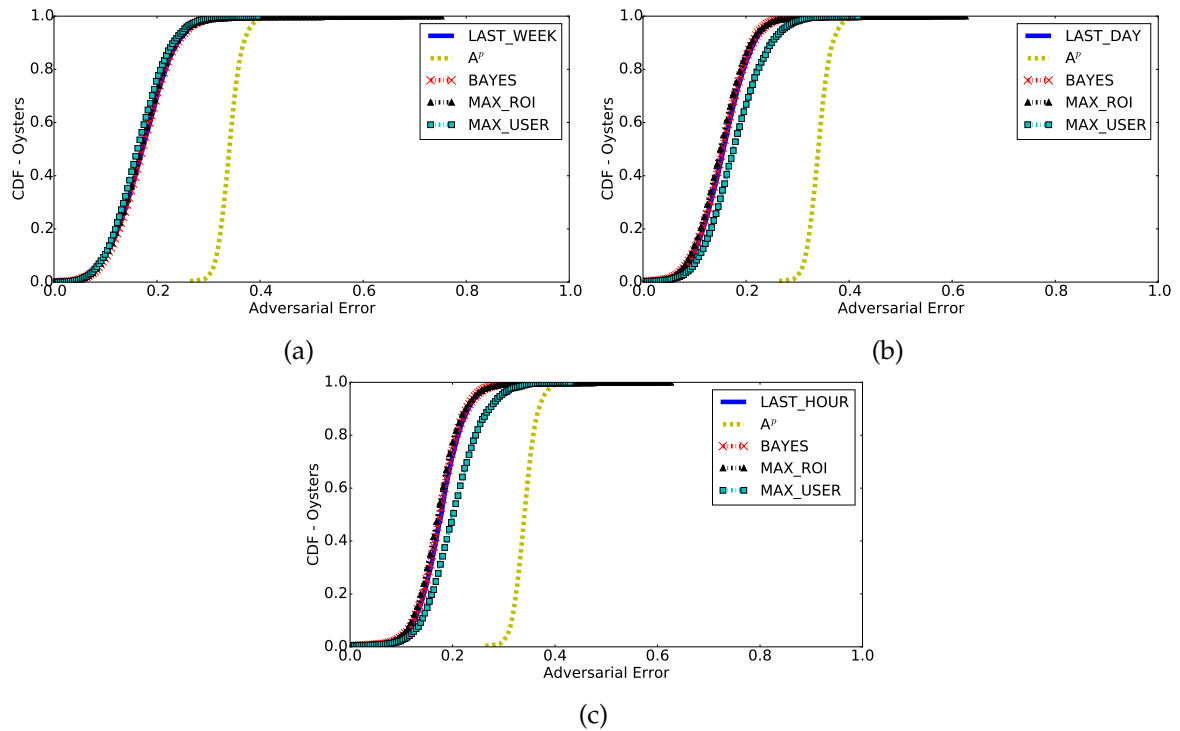 1.0
0.8
0.6
0.4
0.2
0.0
CDF - Oysters
0.0 0.2 0.4 0.6 0.8 1.0
Adversarial Error
LAST_WEEK
A^p
BAYES
MAX_ROI
MAX_USER
(a)
1.0
0.8
0.6
0.4
0.2
0.0
CDF - Oysters
0.0 0.2 0.4 0.6 0.8 1.0
Adversarial Error
LAST_DAY
A^p
BAYES
MAX_ROI
MAX_USER
(b)
1.0
0.8
0.6
0.4
0.2
0.0
CDF - Oysters
0.0 0.2 0.4 0.6 0.8 1.0
Adversarial Error
LAST_HOUR
A^p
BAYES
MAX_ROI
MAX_USER
(c)